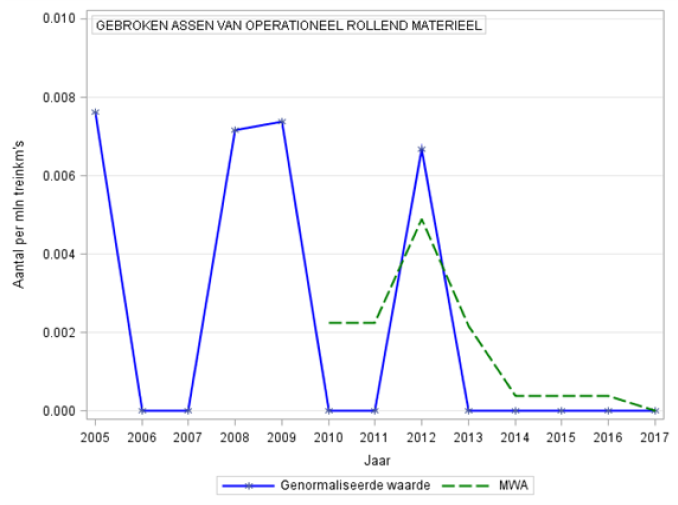 GEBROKEN ASSEN VAN OPERATIONEEL ROLLEND MATERIEEL
0.010
0.008
0.006
0.004
0.002
0.000
Aantal per mln treinkm's
2005 2006 2007 2008 2009 2010 2011 2012 2013 2014 2015 2016 2017
Jaar
Genormaliseerde waarde MWA